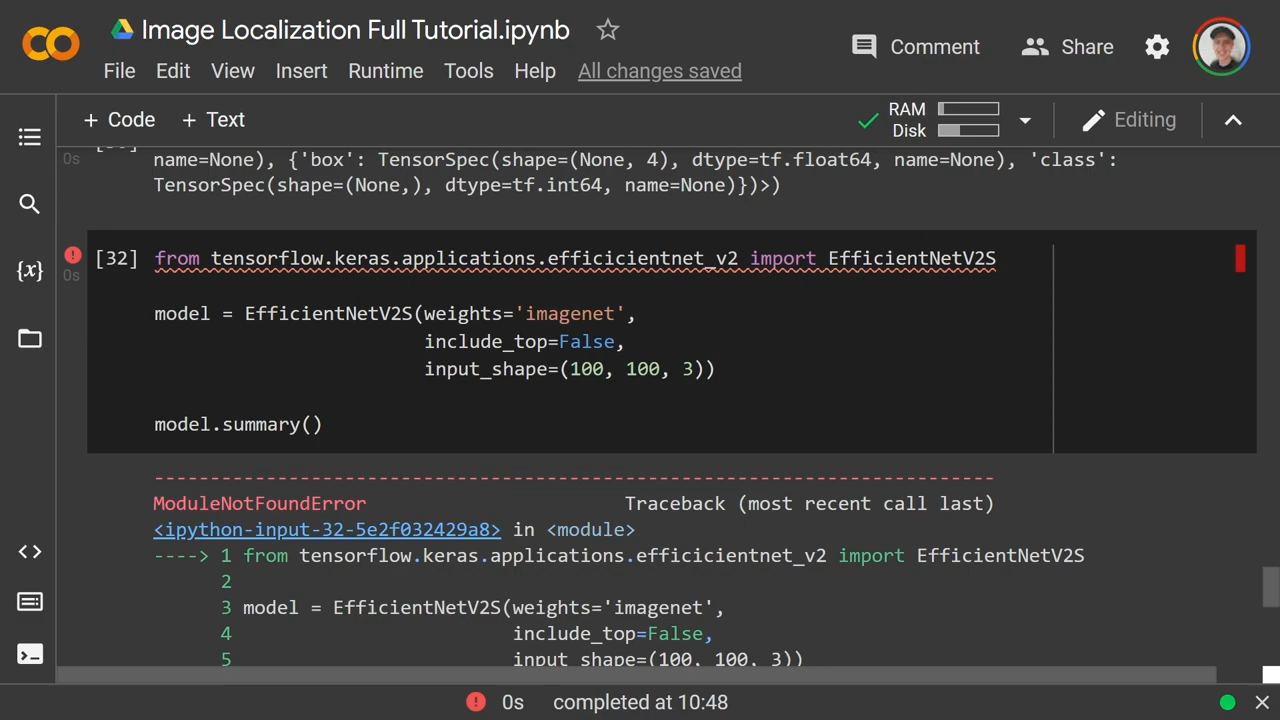 Image Localization Full Tutorial.ipynb
Comment
Share
File Edit View Insert Runtime Tools Help All changes saved
+ Code + Text
RAM
Disk
Editing
0s
name=None), {'box': TensorSpec(shape=(None, 4), dtype=tf.float64, name=None), 'class':
TensorSpec(shape=(None,), dtype=tf.int64, name=None)})>)
{x}
[32] from tensorflow.keras.applications.efficicientnet_v2 import EfficientNetV2S
0s
model = EfficientNetV2S(weights='imagenet',
include_top=False,
input_shape=(100, 100, 3))
model.summary()
---------------------------------------------------------------------------
ModuleNotFoundError Traceback (most recent call last)
<ipython-input-32-5e2f032429a8> in <module>
----> 1 from tensorflow.keras.applications.efficicientnet_v2 import EfficientNetV2S
2
3 model = EfficientNetV2S(weights='imagenet',
4 include_top=False,
5 input_shape=(100, 100, 3))
0s completed at 10:48